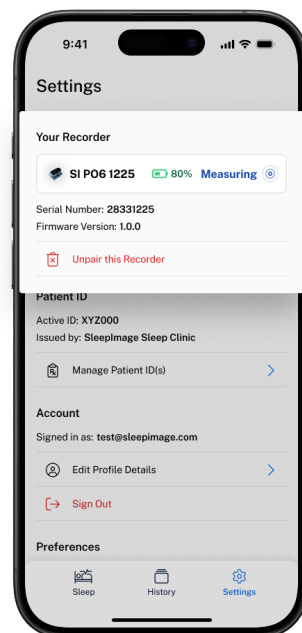 9:41
Settings
Your Recorder
SI PO6 1225 80% Measuring
Serial Number: 28331225
Firmware Version: 1.0.0
Unpair this Recorder
Patient ID
Active ID: XYZ000
Issued by: SleepImage Sleep Clinic
Manage Patient ID(s)
Account
Signed in as: test@sleepimage.com
Edit Profile Details
Sign Out
Preferences
Sleep History Settings